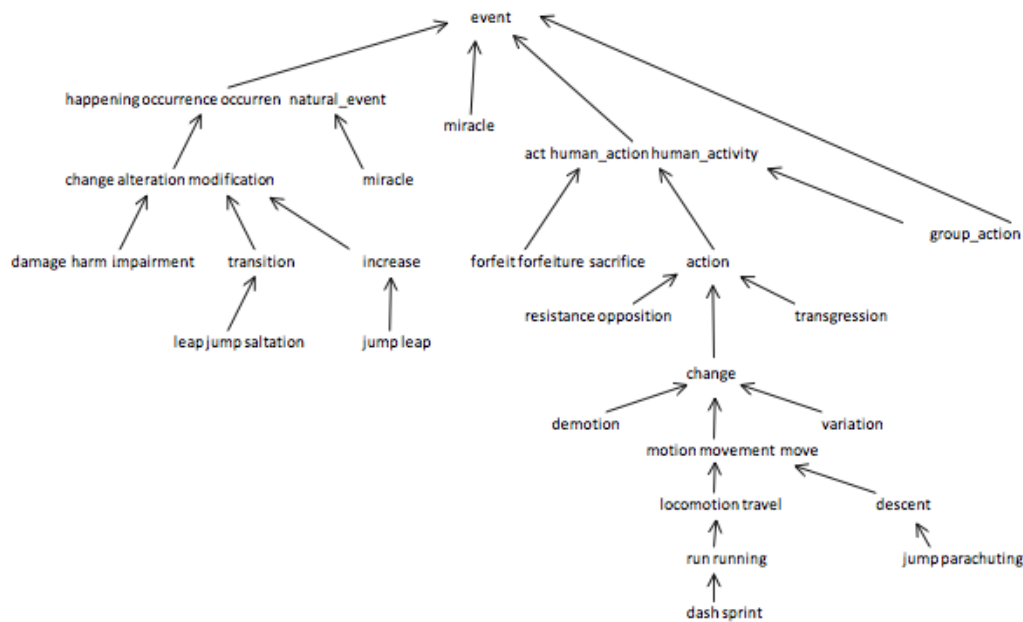 event
happening occurrence occurren natural_event
miracle
act human_action human_activity
change alteration modification
miracle
group_action
damage harm impairment
transition
increase
forfeit forfeiture sacrifice
action
resistance opposition
transgression
leap jump saltation
jump leap
change
demotion
variation
motion movement move
locomotion travel
descent
run running
jump parachuting
dash sprint